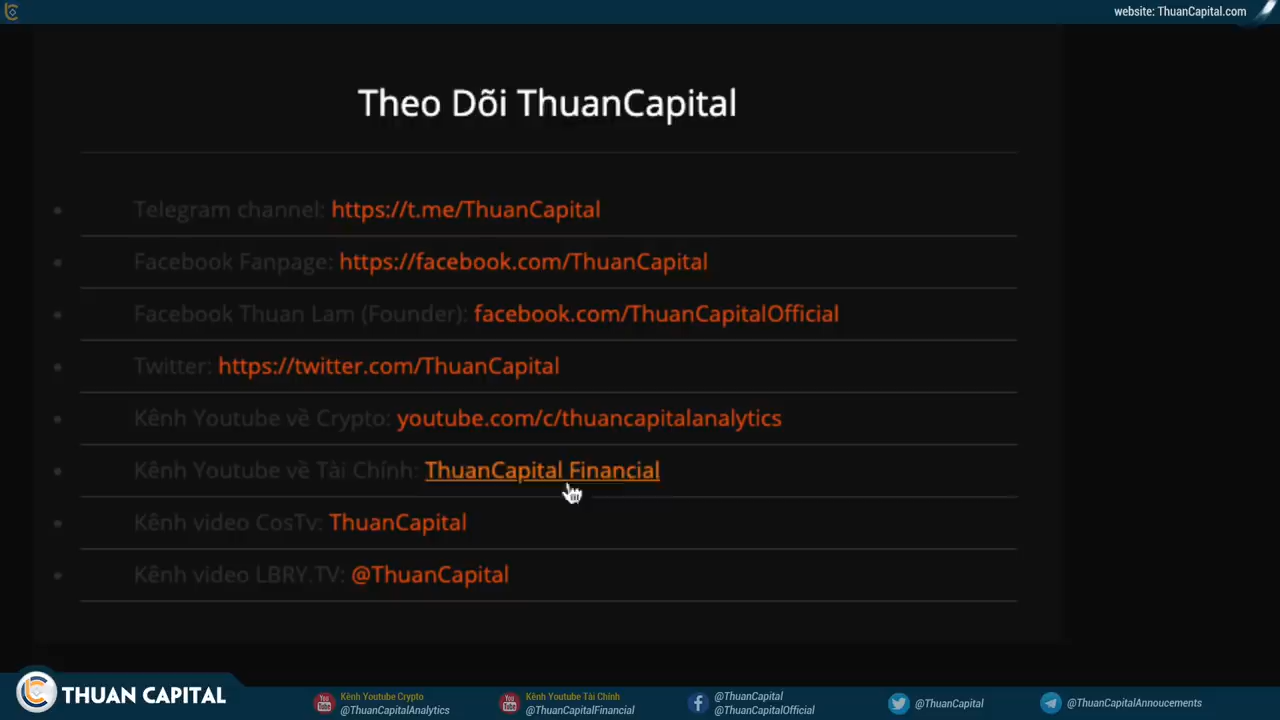 website: ThuanCapital.com
Theo Dõi ThuanCapital
Telegram channel: https://t.me/ThuanCapital
Facebook Fanpage: https://facebook.com/ThuanCapital
Facebook Thuan Lam (Founder): facebook.com/ThuanCapitalOfficial
Twitter: https://twitter.com/ThuanCapital
Kênh Youtube về Crypto: youtube.com/c/thuancapitalanalytics
Kênh Youtube về Tài Chính: ThuanCapital Financial
Kênh video CosTv: ThuanCapital
Kênh video LBRY.TV: @ThuanCapital
THUAN CAPITAL
Kênh Youtube Crypto
@ThuanCapitalAnalytics
Kênh Youtube Tài Chính
@ThuanCapitalFinancial
@ThuanCapital
@ThuanCapitalOfficial
@ThuanCapital
@ThuanCapitalAnnoucements